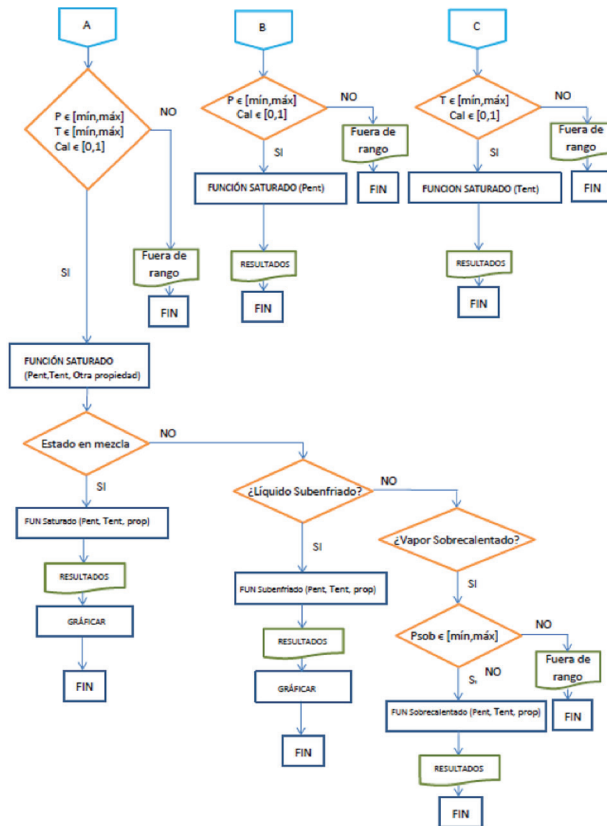 A
P ϵ [mín,máx]
T ϵ [mín,máx]
Cal ϵ [0,1]
NO
SI
Fuera de
rango
FIN
FUNCIÓN SATURADO
(Pent,Tent, Otra propiedad)
B
P ϵ [mín,máx]
Cal ϵ [0,1]
NO
Fuera de
rango
FIN
SI
FUNCIÓN SATURADO (Pent)
RESULTADOS
FIN
C
T ϵ [mín,máx]
Cal ϵ [0,1]
NO
Fuera de
rango
FIN
SI
FUNCION SATURADO (Tent)
RESULTADOS
FIN
Estado en mezcla
NO
SI
FUN Saturado (Pent, Tent, prop)
RESULTADOS
GRÁFICAR
FIN
¿Líquido Subenfriado?
NO
SI
FUN Subenfriado (Pent, Tent, prop)
RESULTADOS
GRÁFICAR
FIN
¿Vapor Sobrecalentado?
SI
Psob ϵ [mín,máx]
NO
Fuera de
rango
FIN
SI
NO
FUN Sobrecalentado (Pent, Tent, prop)
RESULTADOS
FIN